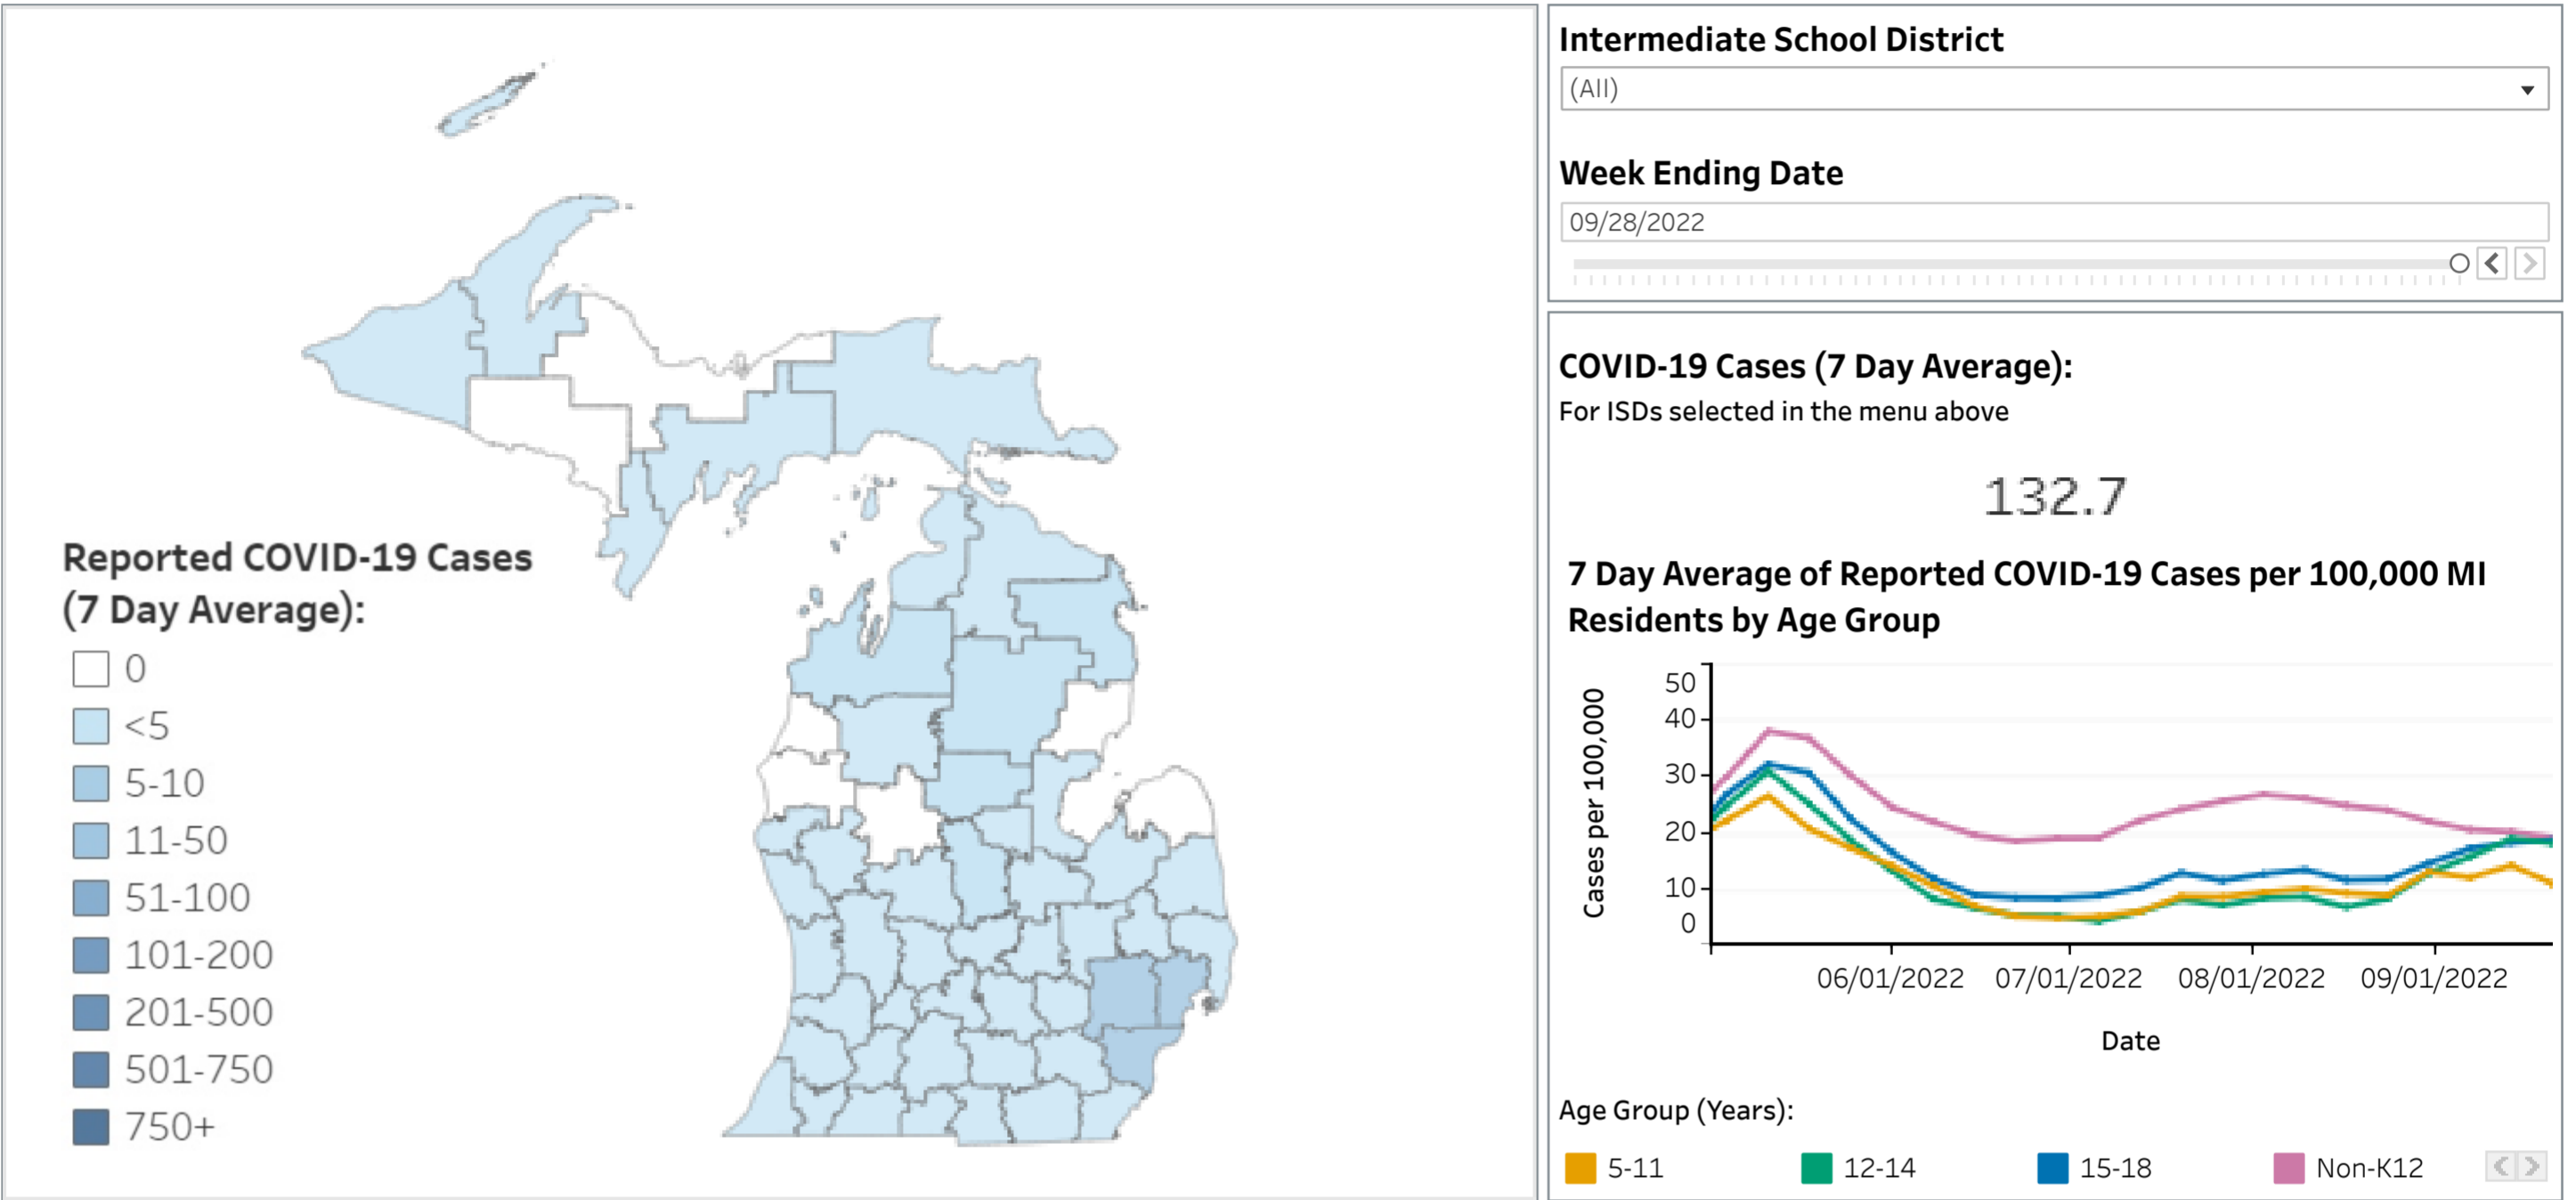 Reported COVID-19 Cases
(7 Day Average):
0
<5
5-10
11-50
51-100
101-200
201-500
501-750
750+
Intermediate School District
(All)
Week Ending Date
09/28/2022
COVID-19 Cases (7 Day Average):
For ISDs selected in the menu above
132.7
7 Day Average of Reported COVID-19 Cases per 100,000 MI
Residents by Age Group
Cases per 100,000
50
40
30
20
10
0
06/01/2022 07/01/2022 08/01/2022 09/01/2022
Date
Age Group (Years):
5-11 12-14 15-18 Non-K12